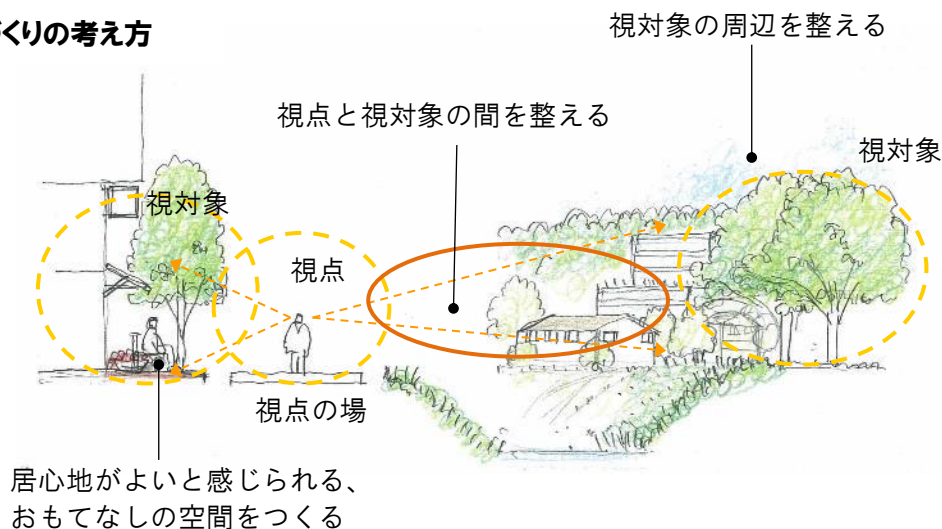 くりの考え方
視対象の周辺を整える
視点と視対象の間を整える
視対象
視対象
視点
視点の場
居心地がよいと感じられる、
おもてなしの空間をつくる